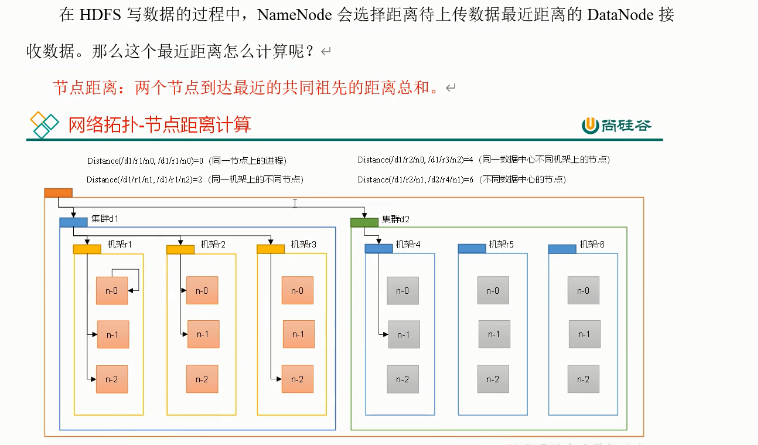 在 HDFS 写数据的过程中，NameNode 会选择距离待上传数据最近距离的 DataNode 接
收数据。那么这个最近距离怎么计算呢？↵
节点距离：两个节点到达最近的共同祖先的距离总和。↵
网络拓扑-节点距离计算
尚硅谷
Distance(/d1/r1/n0, /d1/r1/n0)=0（同一节点上的进程）
Distance(/d1/r2/n0, /d1/r3/n2)=4（同一数据中心不同机架上的节点）
Distance(/d1/r1/n1, /d1/r1/n2)=2（同一机架上的不同节点）
Distance(/d1/r2/n1, /d2/r4/n1)=6（不同数据中心的节点）
集群d1
集群d2
机架r1
机架r2
机架r3
机架r4
机架r5
机架r6
n-0
n-0
n-0
n-0
n-0
n-0
n-1
n-1
n-1
n-1
n-1
n-1
n-2
n-2
n-2
n-2
n-2
n-2